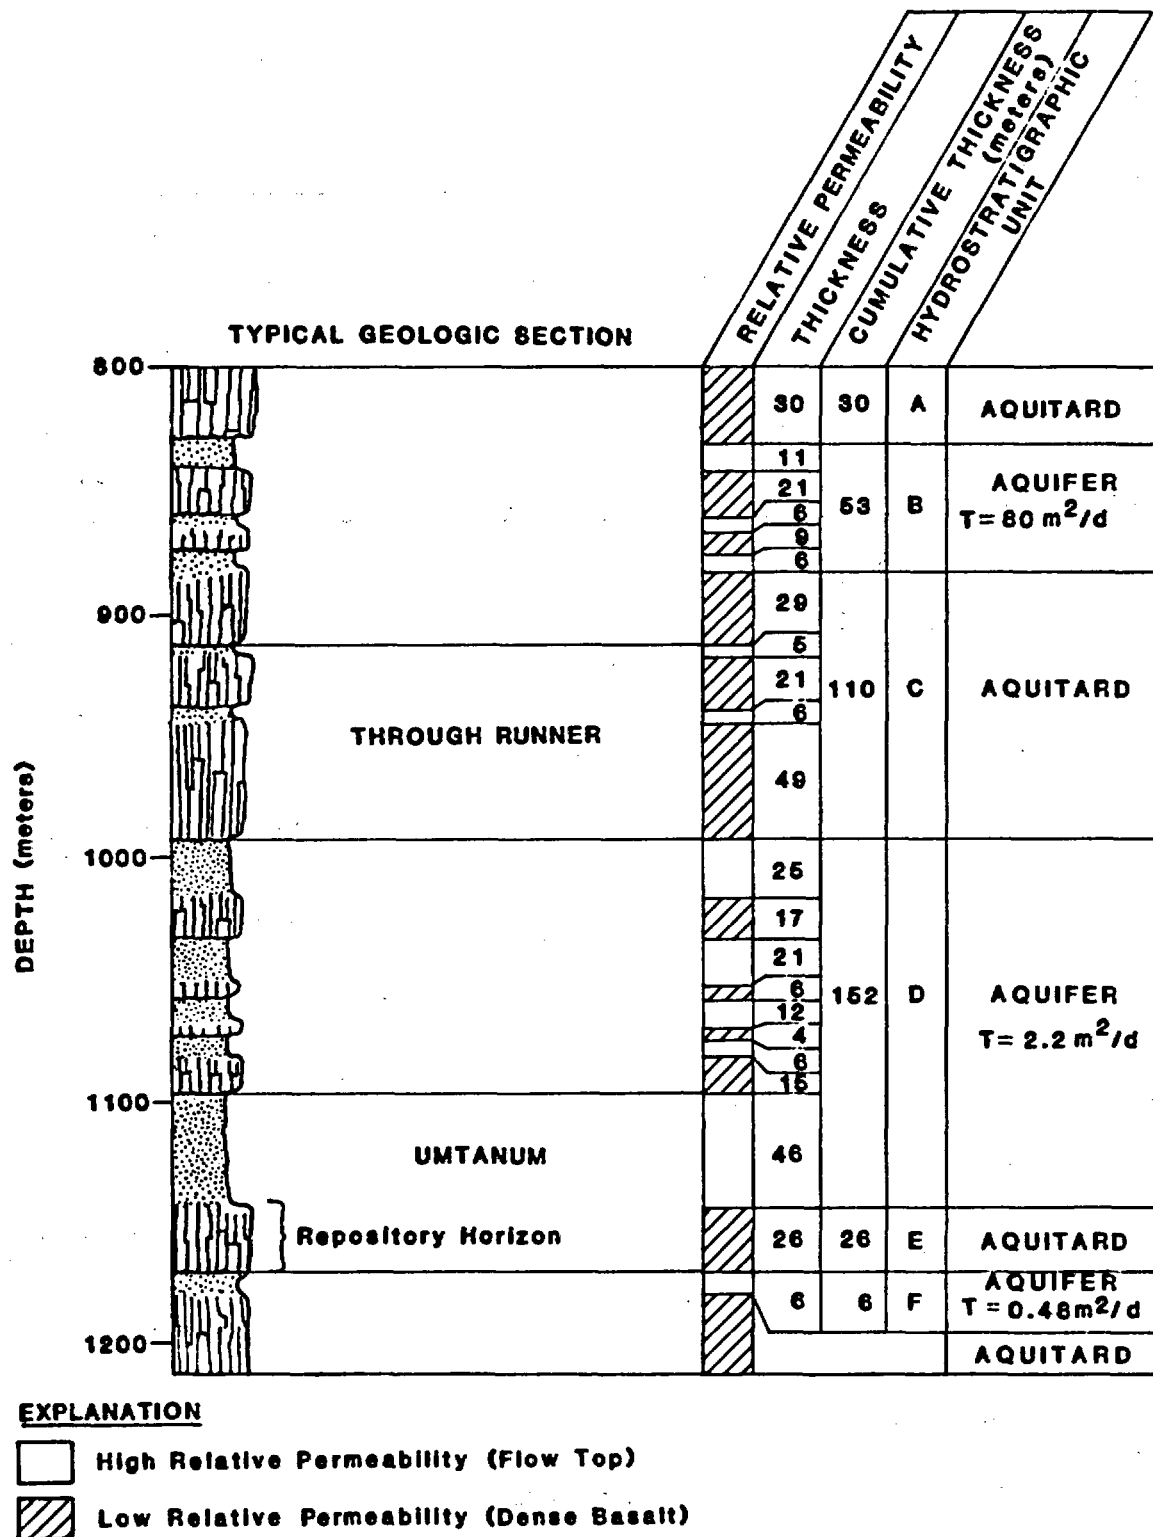 RELATIVE PERMEABILITY
THICKNESS
CUMULATIVE THICKNESS
(meters)
HYDROSTRATIGRAPHIC
UNIT
TYPICAL GEOLOGIC SECTION
DEPTH (meters)
800
900
1000
1100
1200
30 30 A AQUITARD
11
21
6
9
6
53 B AQUIFER
T= 80 m²/d
29
5
21
6
49
110 C AQUITARD
THROUGH RUNNER
25
17
21
6
12
4
6
15
46
152 D AQUIFER
T= 2.2 m²/d
UMTANUM
Repository Horizon
26 26 E AQUITARD
6 6 F AQUIFER
T = 0.48m²/d
AQUITARD
EXPLANATION
High Relative Permeability (Flow Top)
Low Relative Permeability (Dense Basalt)